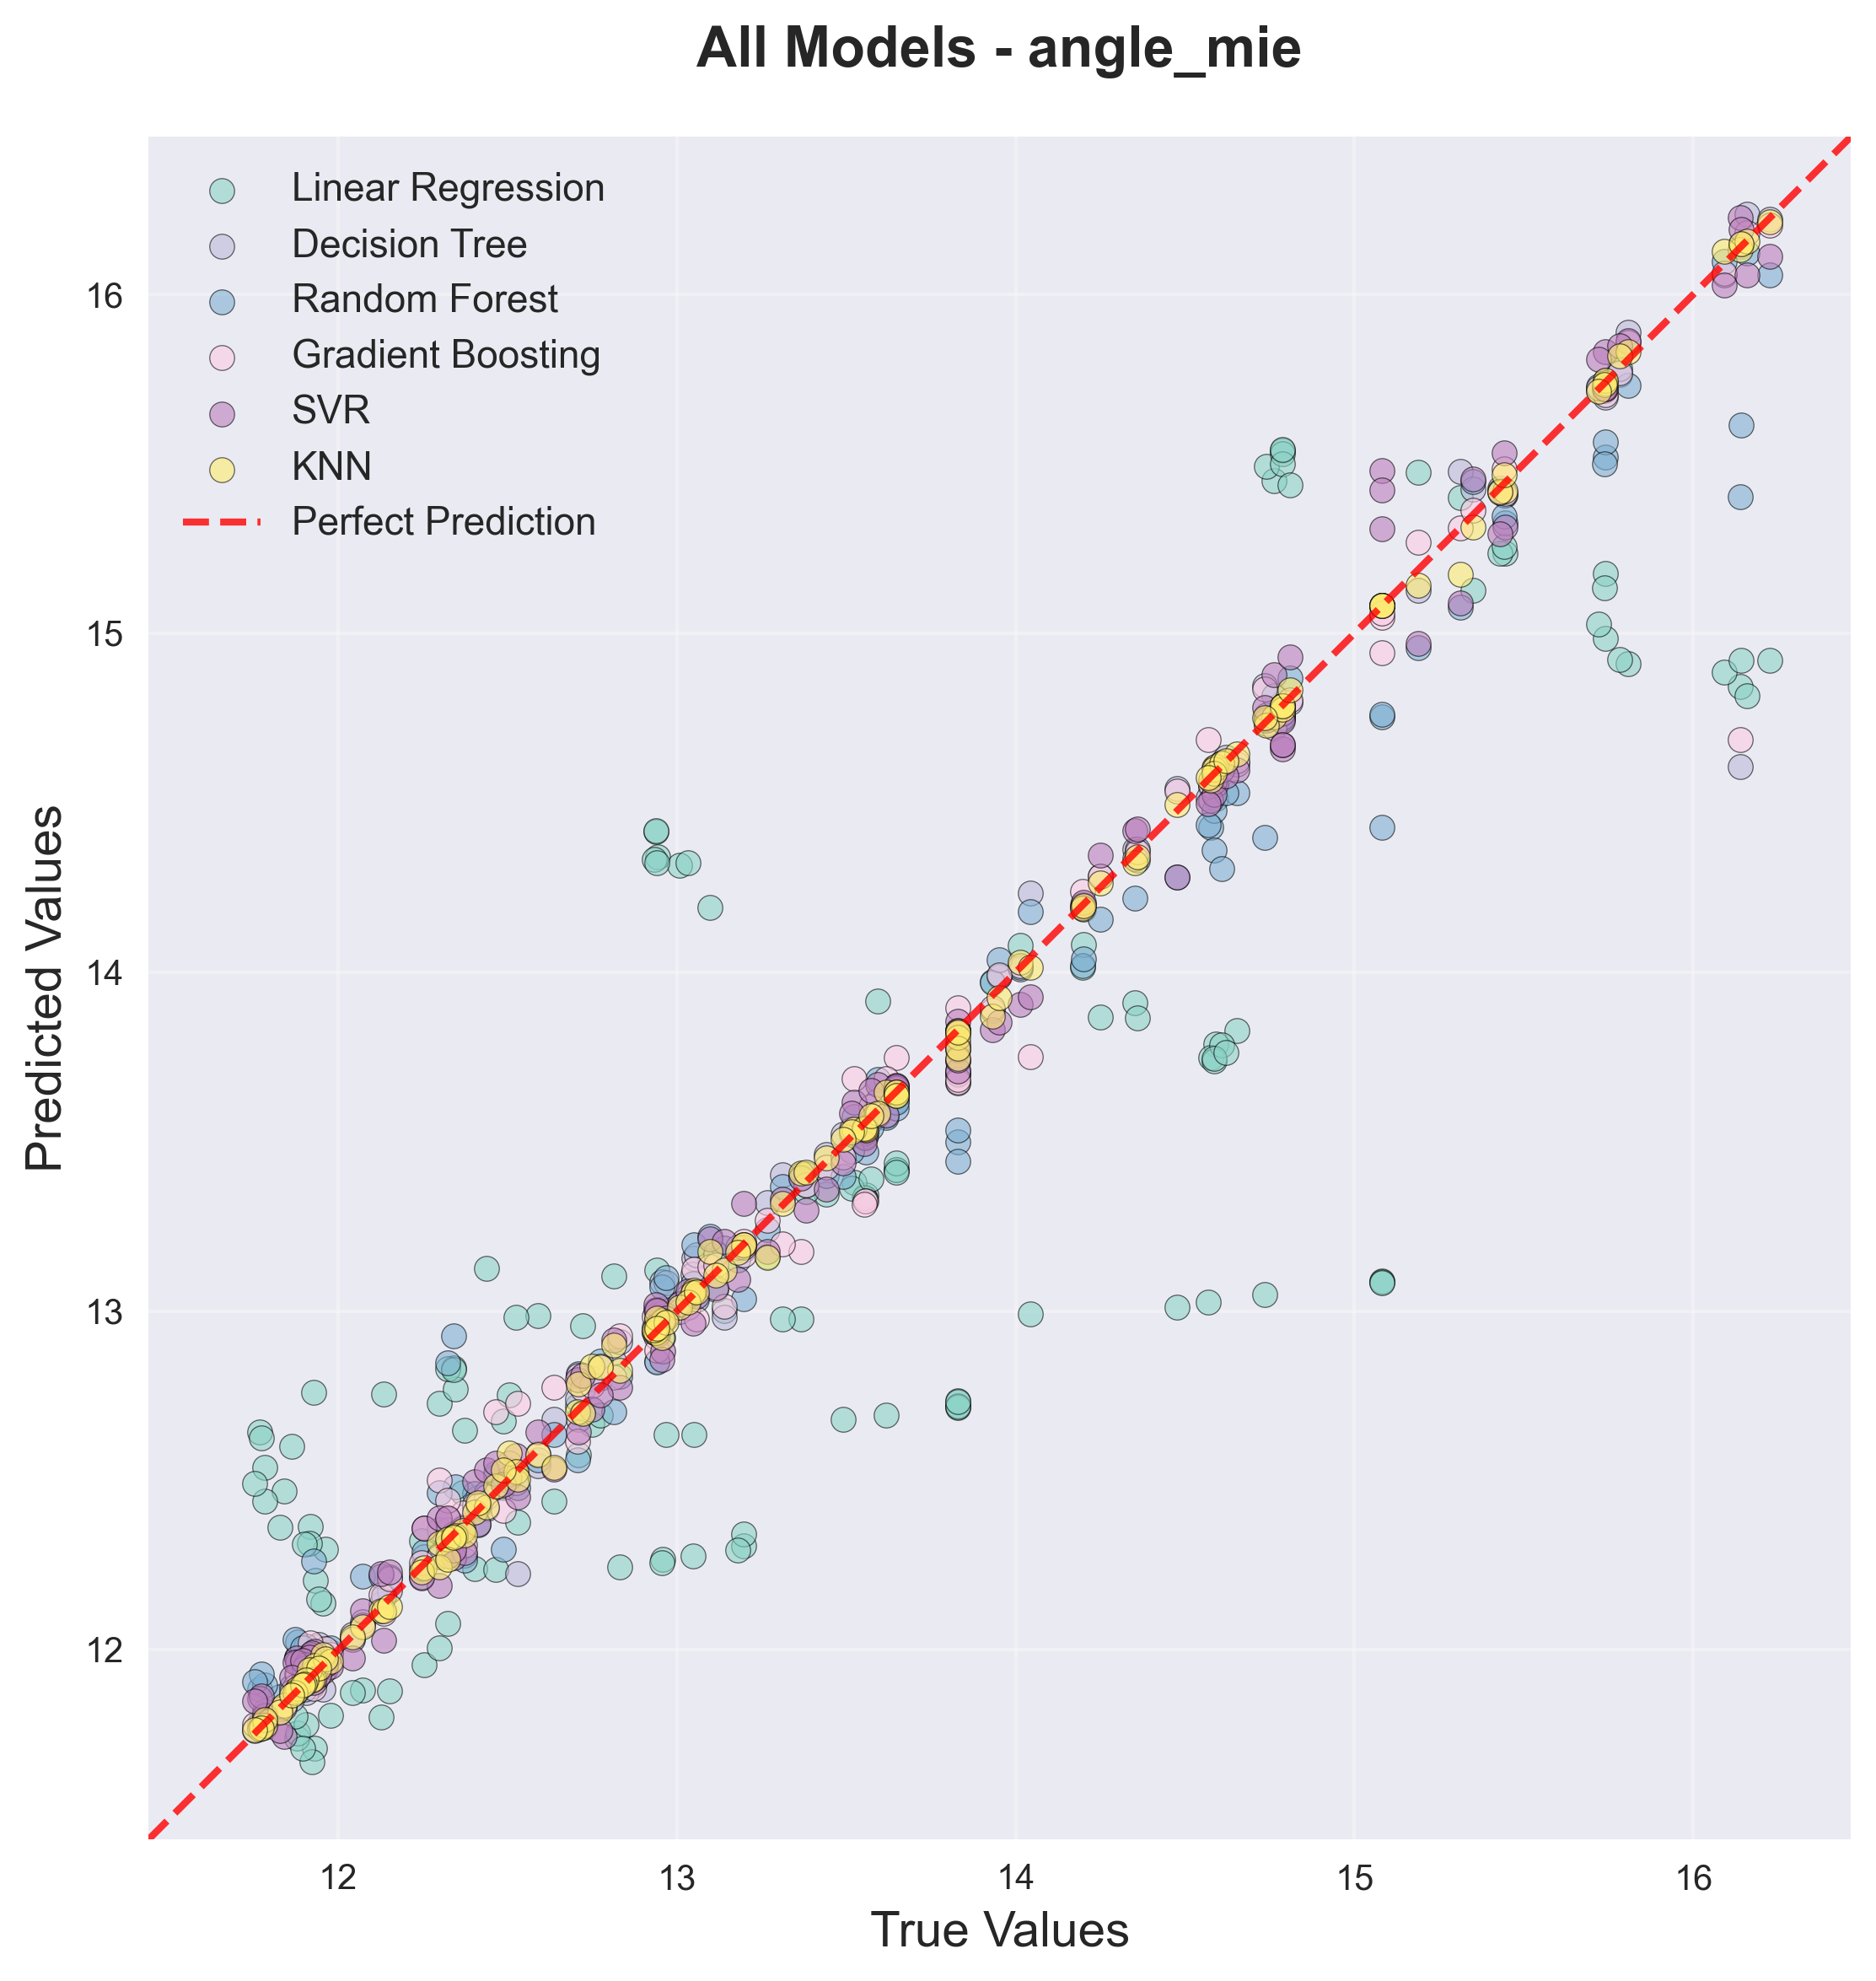 All Models - angle_mie
Linear Regression
Decision Tree
Random Forest
Gradient Boosting
SVR
KNN
Perfect Prediction
16
15
14
13
12
Predicted Values
12 13 14 15 16
True Values